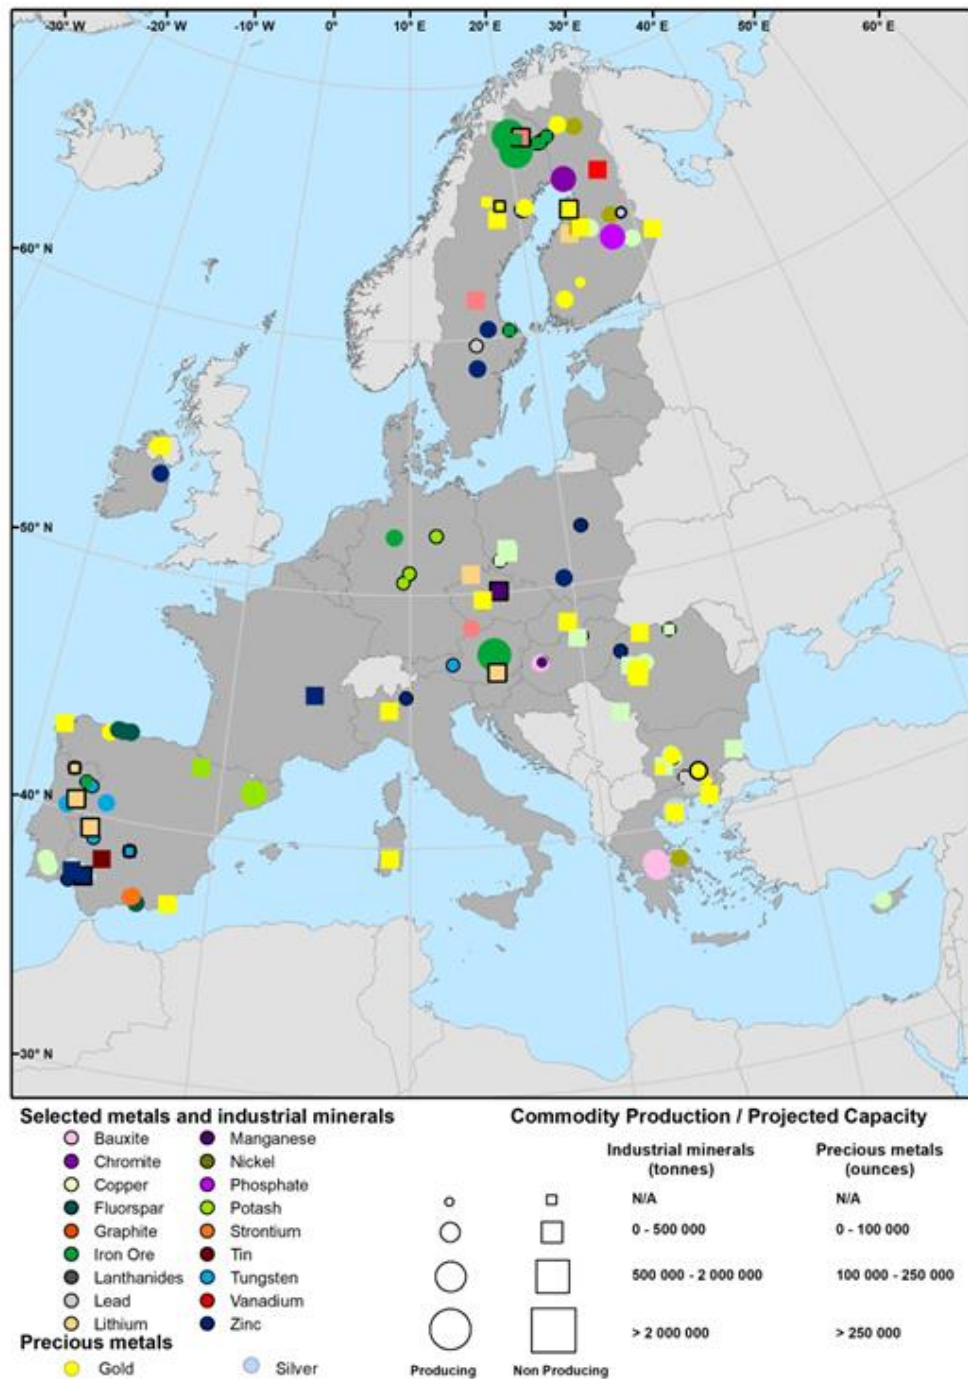 -30° W -20° W -10° W 0° 10° E 20° E 30° E 40° E 50° E 60° E
60° N
50° N
40° N
30° N
Selected metals and industrial minerals
Bauxite Manganese
Chromite Nickel
Copper Phosphate
Fluorspar Potash
Graphite Strontium
Iron Ore Tin
Lanthanides Tungsten
Lead Vanadium
Lithium Zinc
Precious metals
Gold Silver
Commodity Production / Projected Capacity
Industrial minerals Precious metals
(tonnes) (ounces)
N/A N/A
0 - 500 000 0 - 100 000
500 000 - 2 000 000 100 000 - 250 000
> 2 000 000 > 250 000
Producing Non Producing